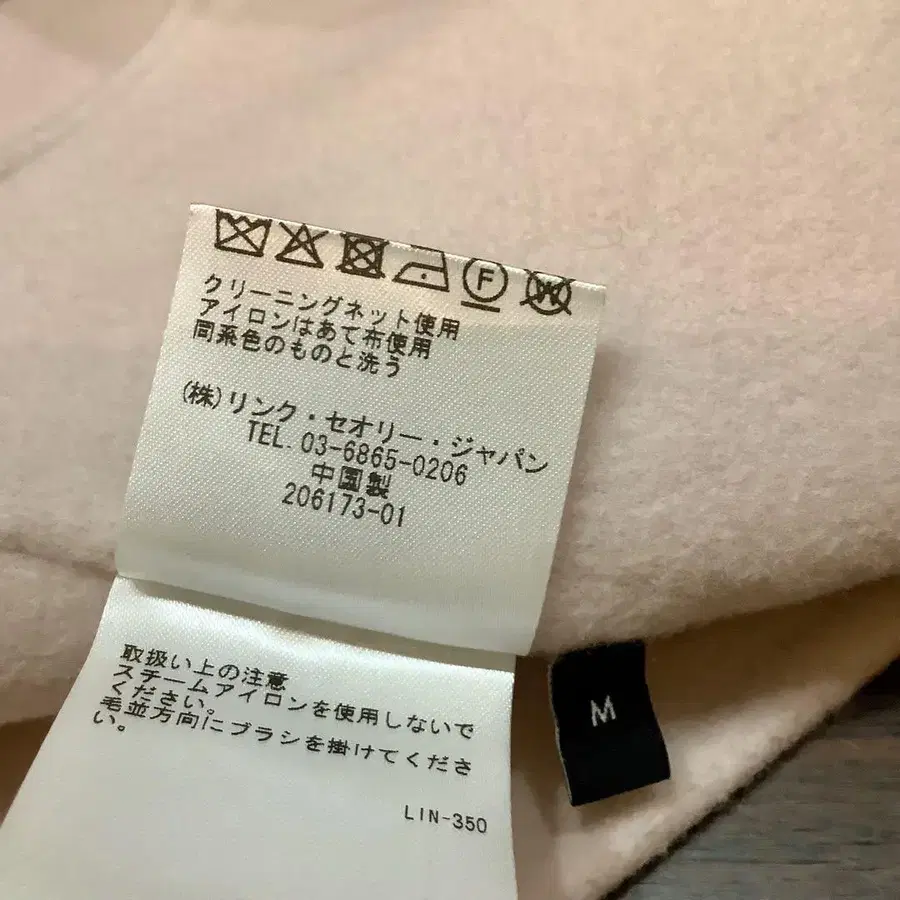 F
W
クリーニングネット使用
アイロンはあて布使用
同系色のものと洗う
(株)リンク・セオリー・ジャパン
TEL. 03-6865-0206
中国製
206173-01
取扱い上の注意
スチームアイロンを使用しないで
ください。
毛並方向にブラシを掛けてくださ
い。
LIN-350
M